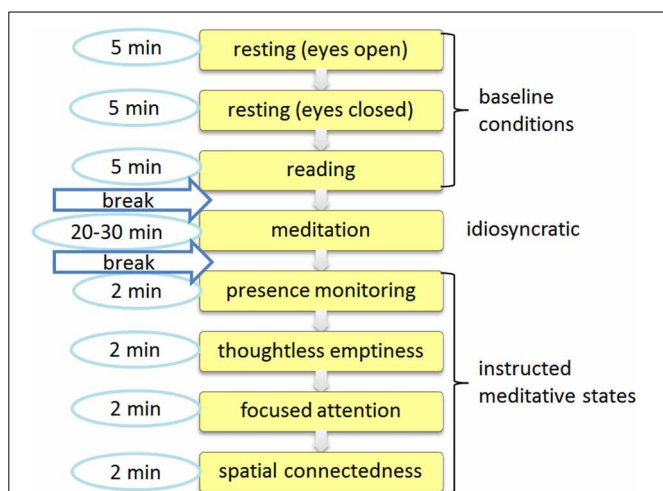 5 min
resting (eyes open)
5 min
resting (eyes closed)
baseline
conditions
5 min
reading
break
20-30 min
meditation
idiosyncratic
break
2 min
presence monitoring
2 min
thoughtless emptiness
instructed
meditative states
2 min
focused attention
2 min
spatial connectedness